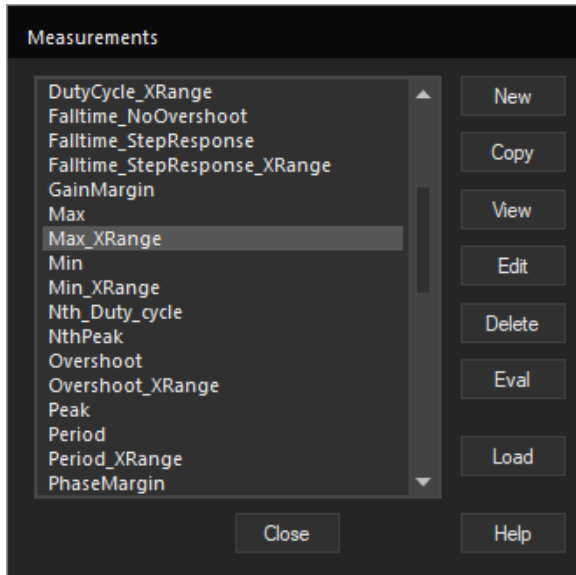 Measurements
DutyCycle_XRange
Falltime_NoOvershoot
Falltime_StepResponse
Falltime_StepResponse_XRange
GainMargin
Max
Max_XRange
Min
Min_XRange
Nth_Duty_cycle
NthPeak
Overshoot
Overshoot_XRange
Peak
Period
Period_XRange
PhaseMargin
New
Copy
View
Edit
Delete
Eval
Load
Close
Help